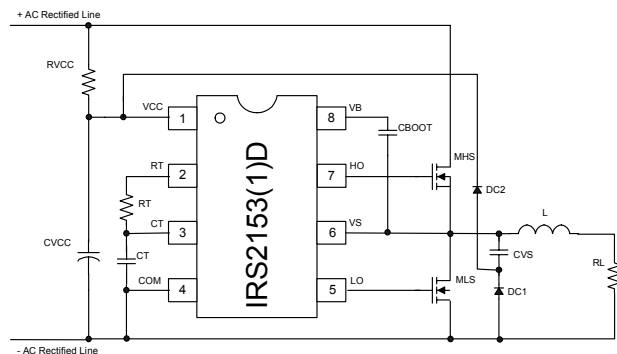 + AC Rectified Line
RVCC
VCC
1
8
VB
CBOOT
MHS
RT
2
7
HO
DC2
RT
IRS2153(1)D
L
CT
3
6
VS
CVCC
CT
CVS
RL
COM
4
5
LO
MLS
DC1
- AC Rectified Line